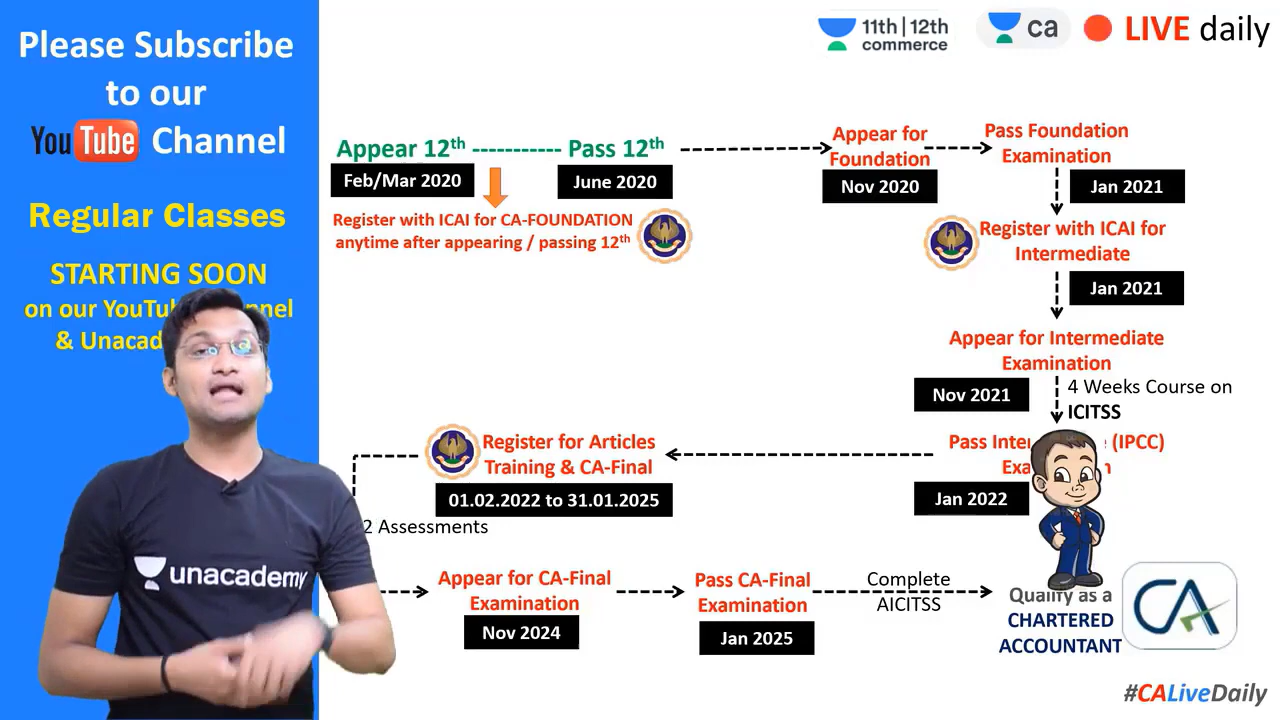 Please Subscribe
to our
YouTube Channel
Regular Classes
STARTING SOON
on our
&
unacademy
11th | 12th
commerce
ca
LIVE daily
Appear 12th ----------- Pass 12th
Feb/Mar 2020
June 2020
Register with ICAI for CA-FOUNDATION
anytime after appearing / passing 12th
Appear for
Foundation
Nov 2020
Pass Foundation
Examination
Jan 2021
Register with ICAI for
Intermediate
Jan 2021
Appear for Intermediate
Examination
Nov 2021
4 Weeks Course on
ICITSS
Pass (IPCC)
Jan 2022
Register for Articles
Training & CA-Final
01.02.2022 to 31.01.2025
2 Assessments
Appear for CA-Final
Examination
Nov 2024
Pass CA-Final
Examination
Jan 2025
Complete
AICITSS
Qualify as a
CHARTERED
ACCOUNTANT
CA
#CALiveDaily